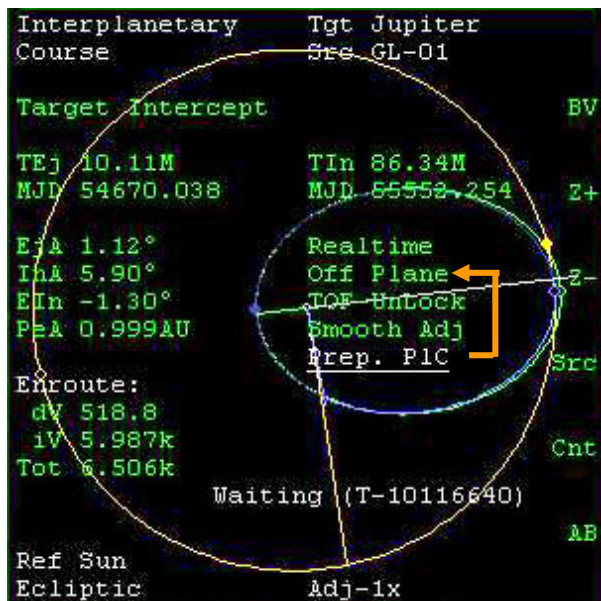 Interplanetary Tgt Jupiter
Course Src GL-01
Target Intercept BV
TEj 10.11M TIn 86.34M
MJD 54670.038 MJD 55552.254 Z+
EjA 1.12° Realtime
InA 5.90° Off Plane Z-
EIn -1.30° TOF UnLock
PeA 0.999AU Smooth Adj
Prep. PlC Src
Enroute:
dV 518.8
iV 5.987k Cnt
Tot 6.506k
Waiting (T-10116640)
AB
Ref Sun
Ecliptic Adj-1x